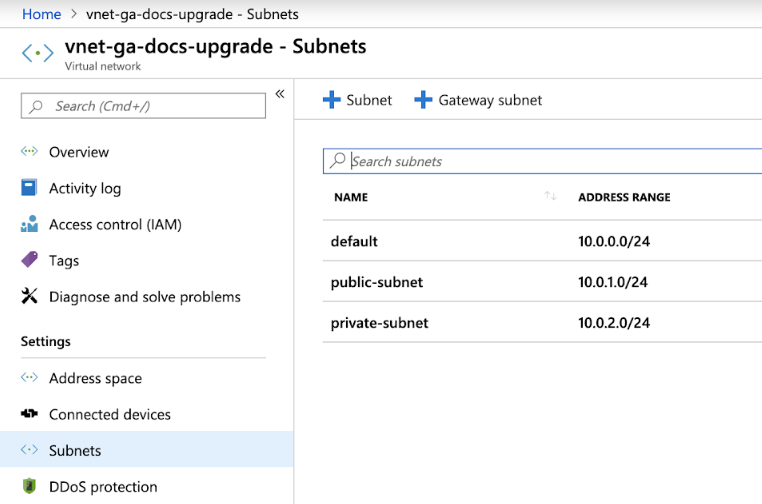 Home > vnet-ga-docs-upgrade - Subnets
vnet-ga-docs-upgrade - Subnets
Virtual network
Search (Cmd+/)
«
Overview
Activity log
Access control (IAM)
Tags
Diagnose and solve problems
Settings
Address space
Connected devices
Subnets
DDoS protection
+ Subnet + Gateway subnet
Search subnets
NAME ADDRESS RANGE
default 10.0.0.0/24
public-subnet 10.0.1.0/24
private-subnet 10.0.2.0/24